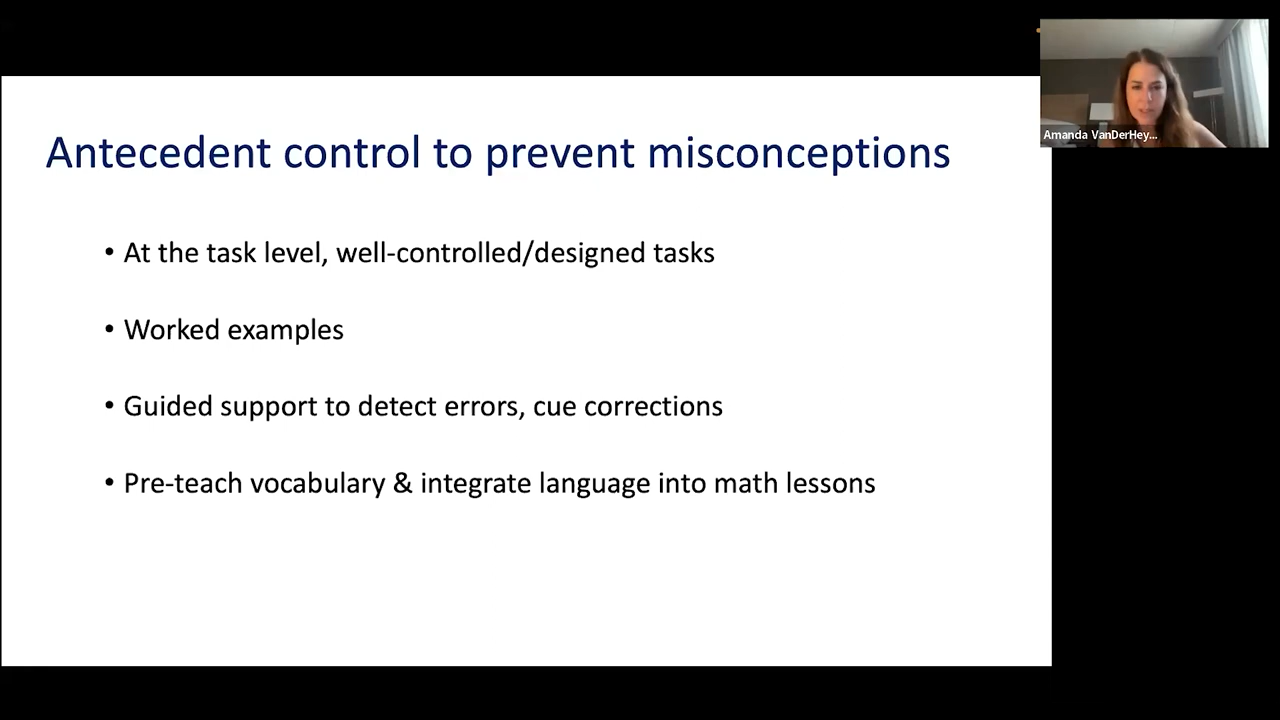 Amanda VanDerHey...
Antecedent control to prevent misconceptions
• At the task level, well-controlled/designed tasks
• Worked examples
• Guided support to detect errors, cue corrections
• Pre-teach vocabulary & integrate language into math lessons